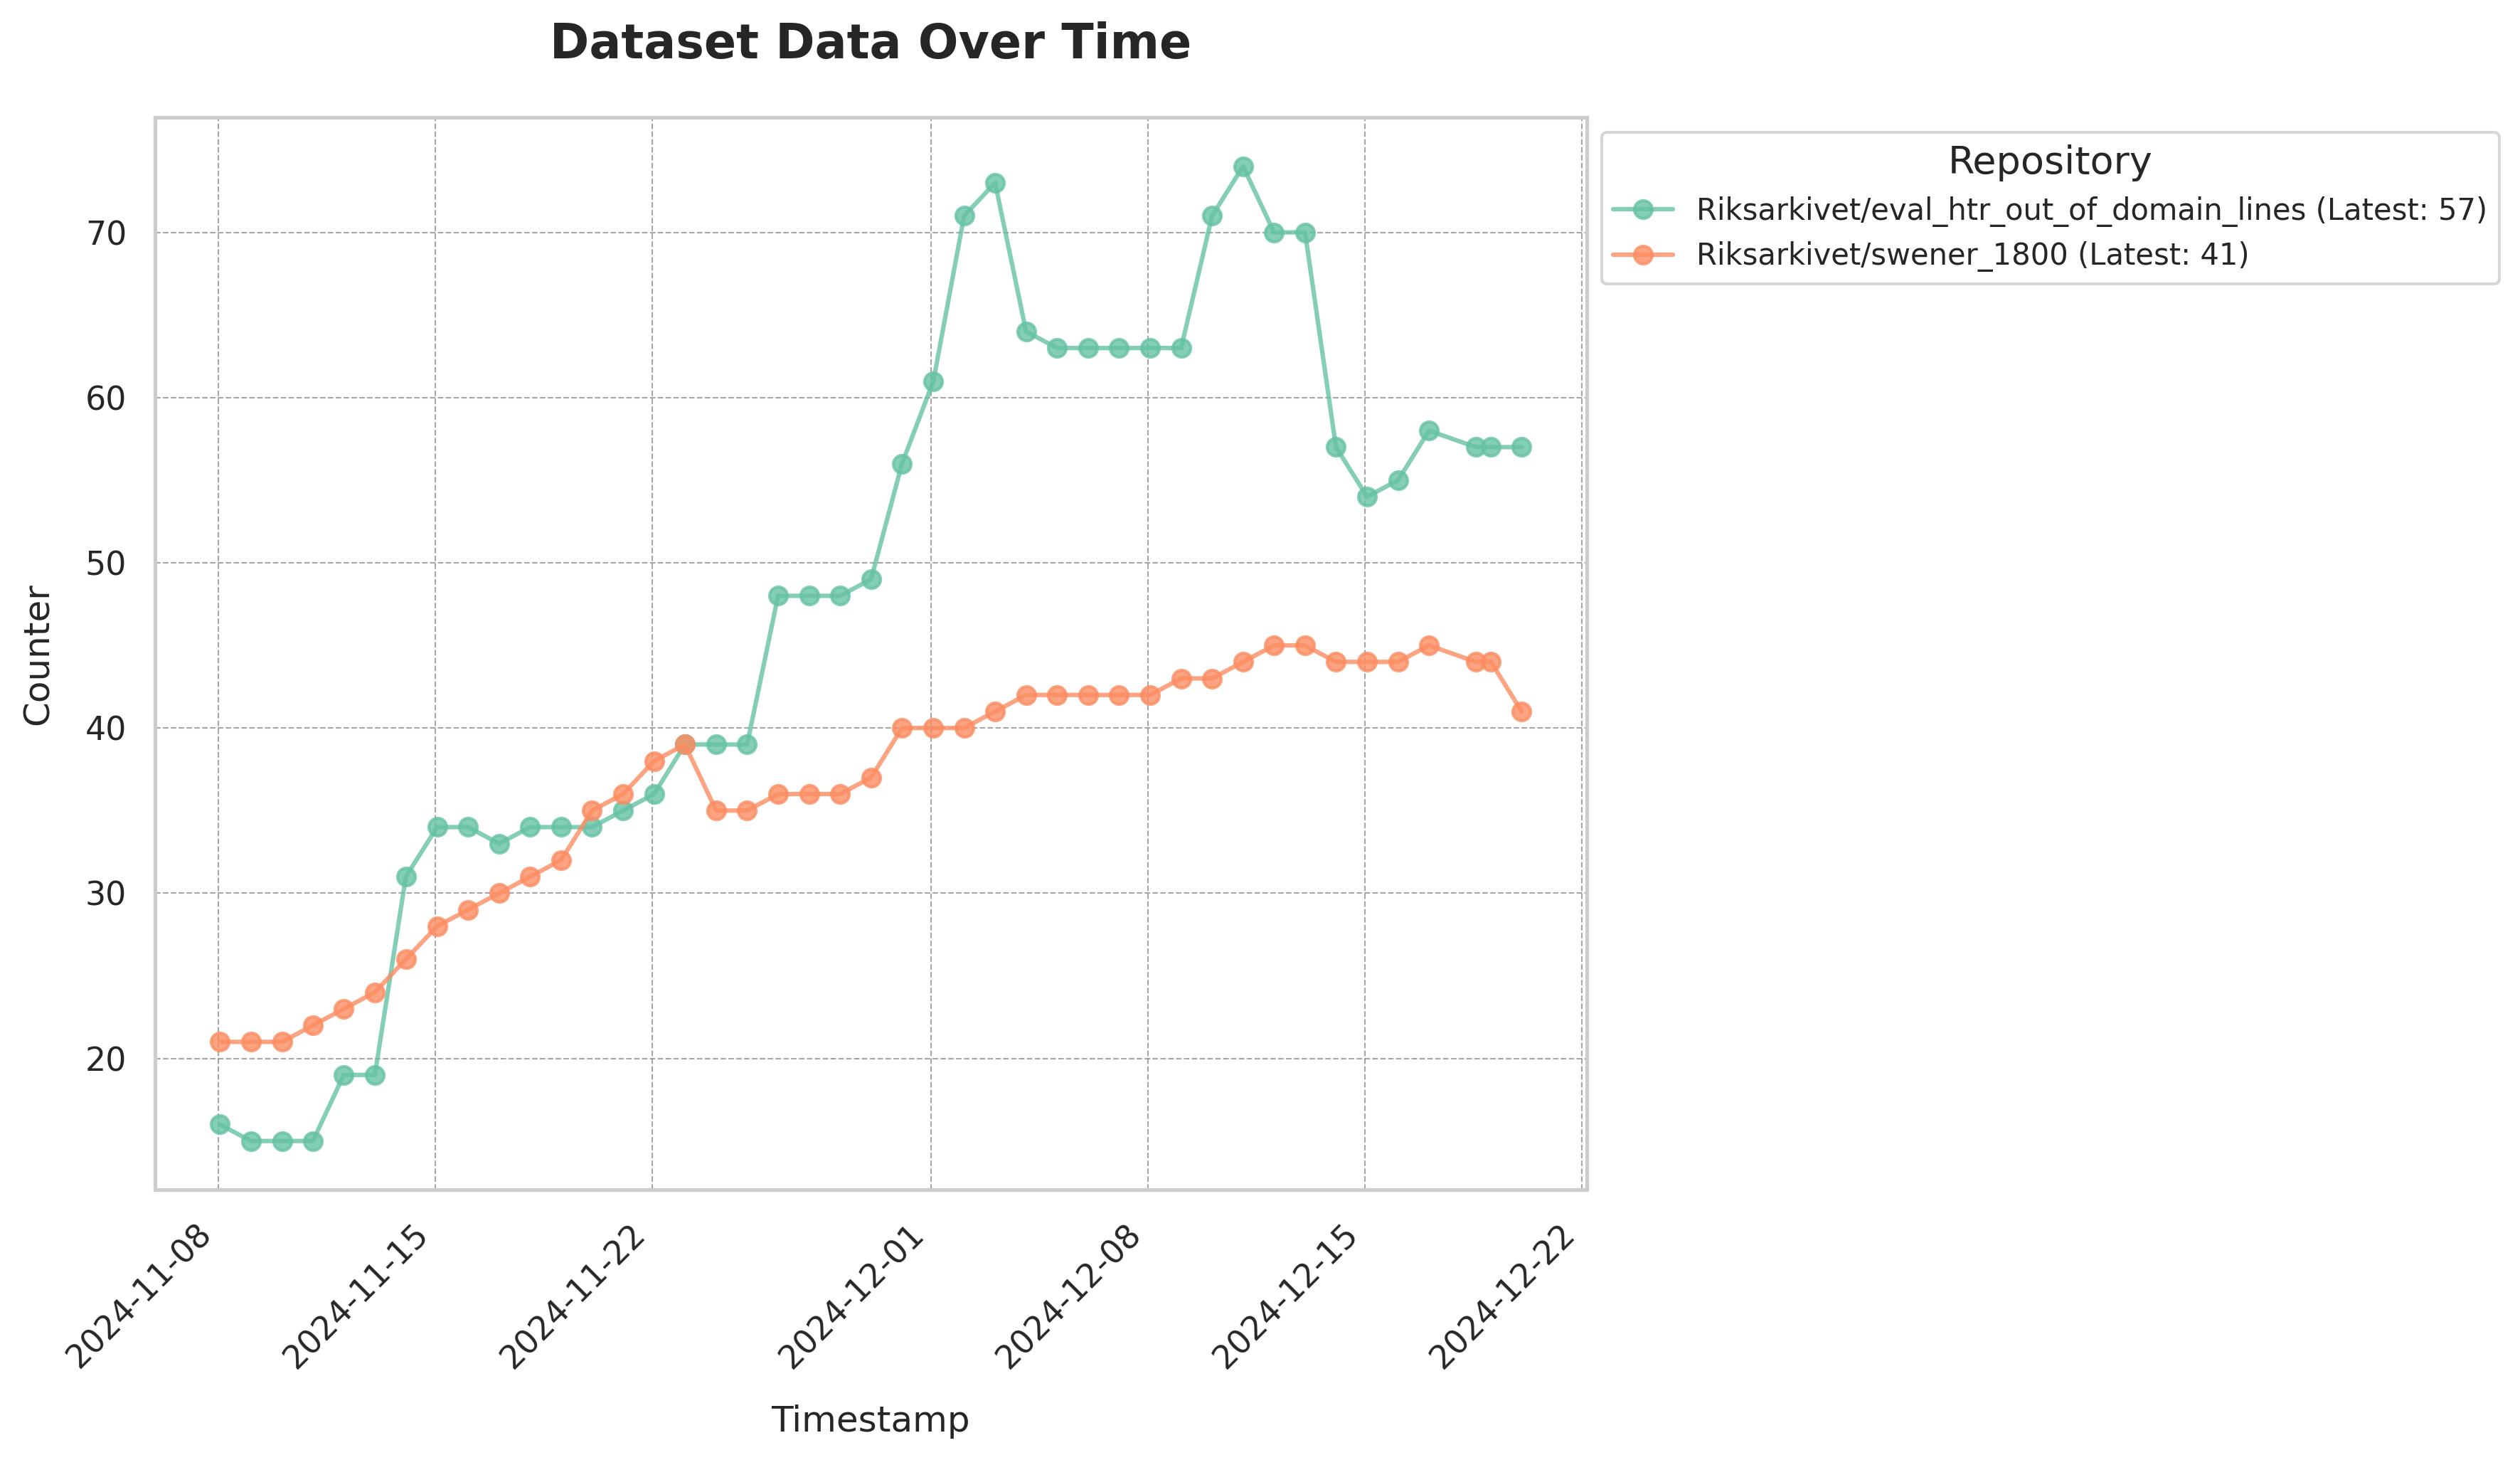 Dataset Data Over Time
Repository
Riksarkivet/eval_htr_out_of_domain_lines (Latest: 57)
Riksarkivet/swener_1800 (Latest: 41)
Counter
70
60
50
40
30
20
2024-11-08
2024-11-15
2024-11-22
2024-12-01
2024-12-08
2024-12-15
2024-12-22
Timestamp